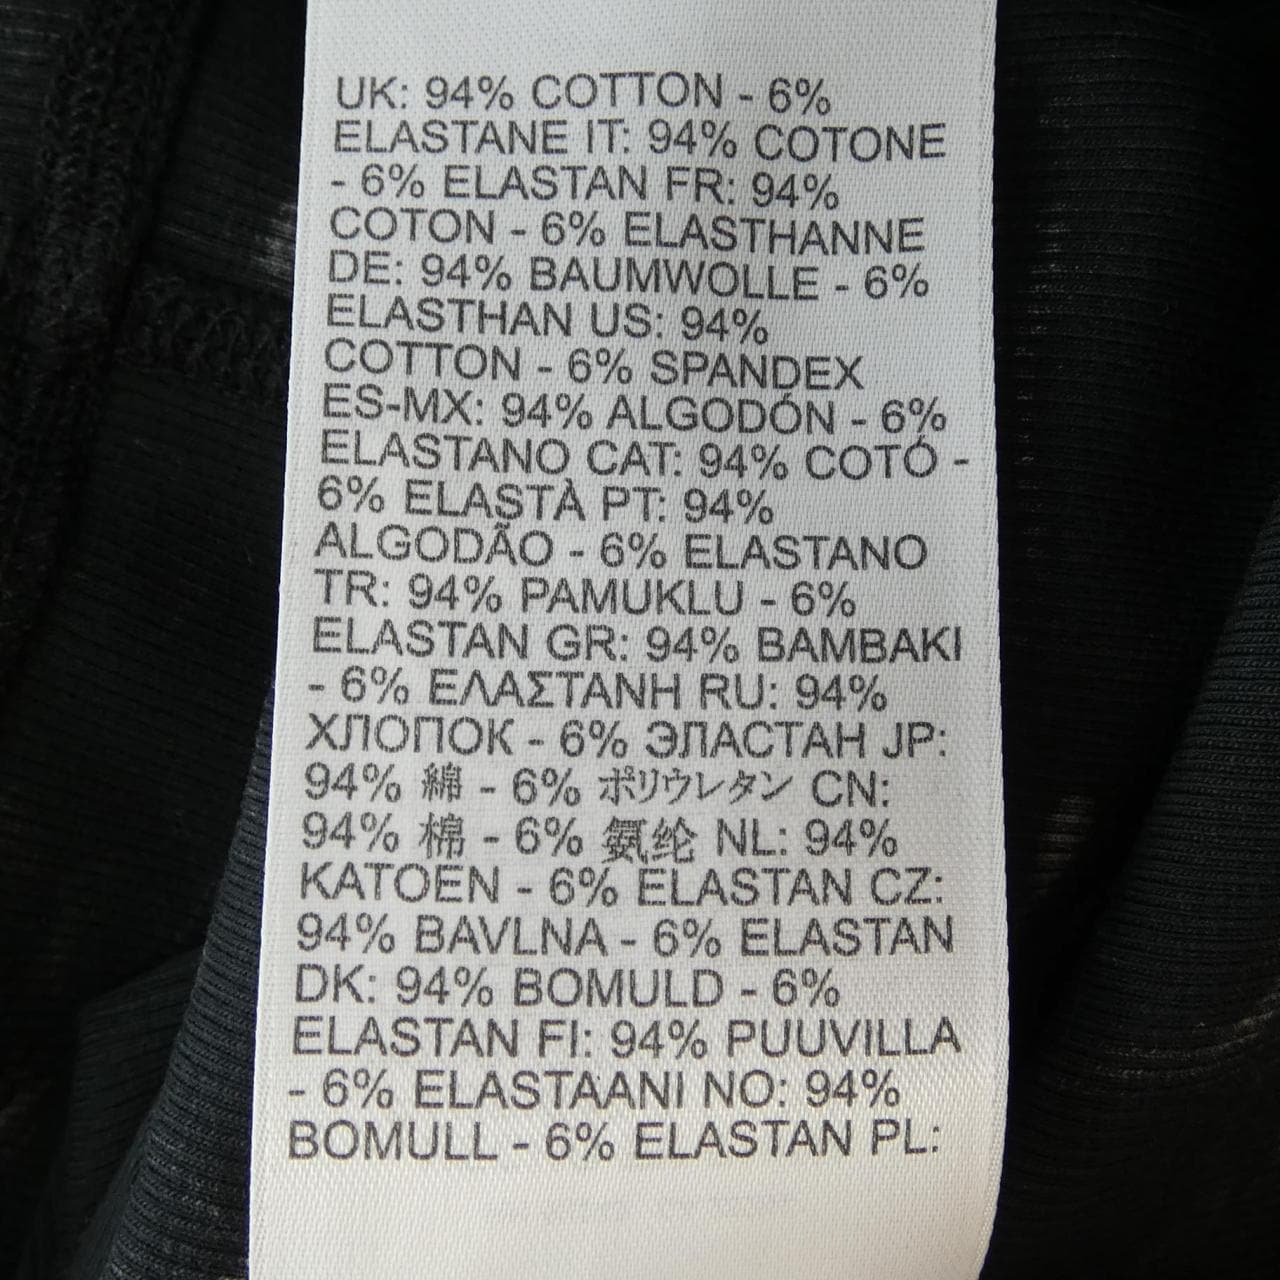 UK: 94% COTTON - 6%
ELASTANE IT: 94% COTONE
- 6% ELASTAN FR: 94%
COTON - 6% ELASTHANNE
DE: 94% BAUMWOLLE - 6%
ELASTHAN US: 94%
COTTON - 6% SPANDEX
ES-MX: 94% ALGODÓN - 6%
ELASTANO CAT: 94% COTÓ -
6% ELASTÀ PT: 94%
ALGODÃO - 6% ELASTANO
TR: 94% PAMUKLU - 6%
ELASTAN GR: 94% BAMBAKI
- 6% ΕΛΑΣΤΑΝΗ RU: 94%
ХЛОПОК - 6% ЭЛАСТАН JP:
94% 綿 - 6% ポリウレタン CN:
94% 棉 - 6% 氨纶 NL: 94%
KATOEN - 6% ELASTAN CZ:
94% BAVLNA - 6% ELASTAN
DK: 94% BOMULD - 6%
ELASTAN FI: 94% PUUVILLA
- 6% ELASTAANI NO: 94%
BOMULL - 6% ELASTAN PL: